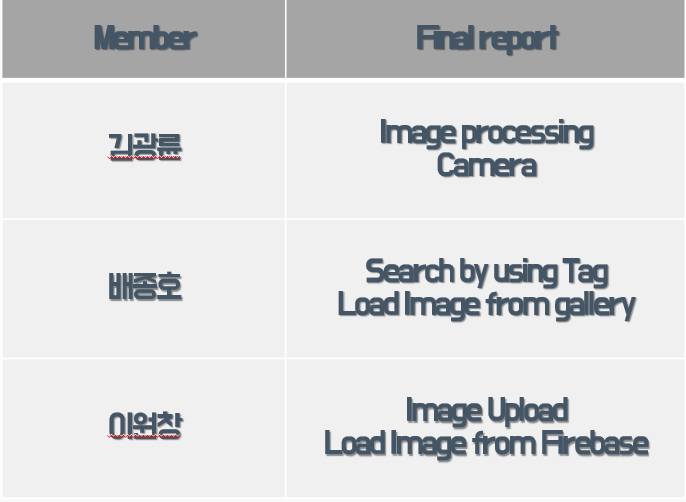 Member
Final report
김광류
Image processing
Camera
배종호
Search by using Tag
Load Image from gallery
이원창
Image Upload
Load Image from Firebase